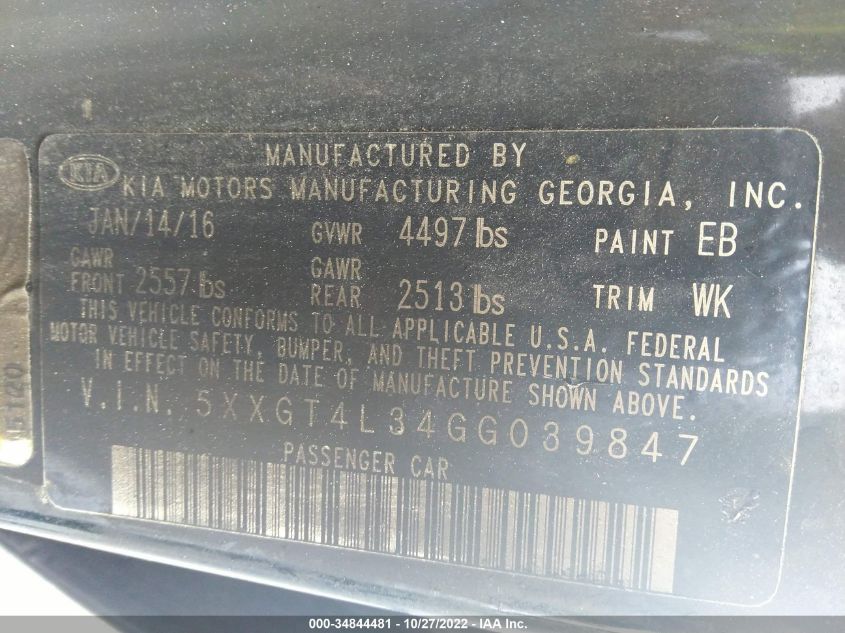 MANUFACTURED BY
KIA KIA MOTORS MANUFACTURING GEORGIA, INC.
JAN/14/16 GVWR 4497 lbs PAINT EB
GAWR FRONT 2557 lbs GAWR REAR 2513 lbs TRIM WK
THIS VEHICLE CONFORMS TO ALL APPLICABLE U.S.A. FEDERAL
MOTOR VEHICLE SAFETY, BUMPER, AND THEFT PREVENTION STANDARDS
IN EFFECT ON THE DATE OF MANUFACTURE SHOWN ABOVE.
V.I.N. 5XXGT4L34GG039847
PASSENGER CAR
000-34844481 - 10/27/2022 - IAA Inc.